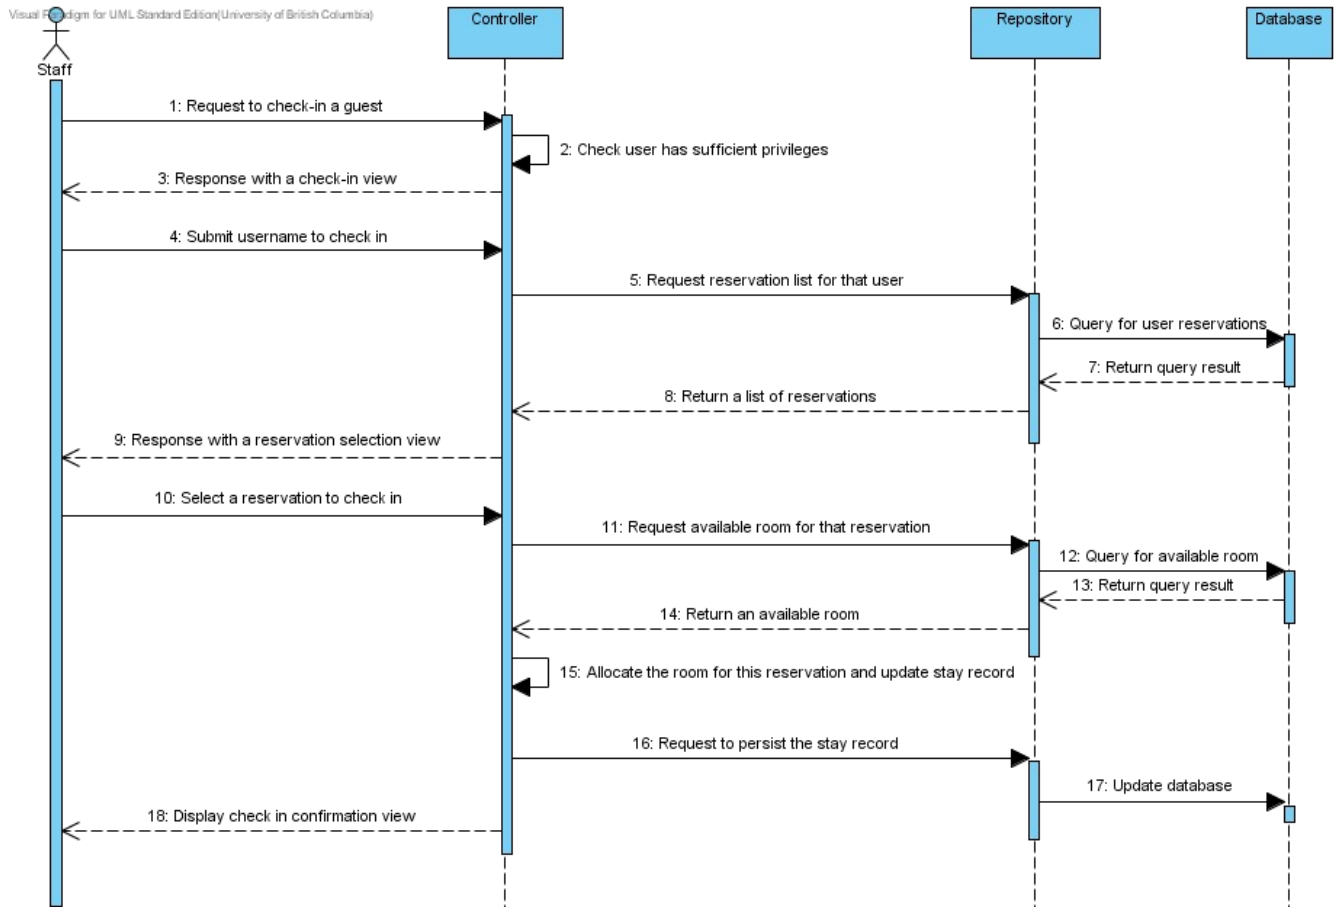 Visual Paradigm for UML Standard Edition(University of British Columbia)
Controller
Repository
Database
Staff
1: Request to check-in a guest
2: Check user has sufficient privileges
3: Response with a check-in view
4: Submit username to check in
5: Request reservation list for that user
6: Query for user reservations
7: Return query result
8: Return a list of reservations
9: Response with a reservation selection view
10: Select a reservation to check in
11: Request available room for that reservation
12: Query for available room
13: Return query result
14: Return an available room
15: Allocate the room for this reservation and update stay record
16: Request to persist the stay record
17: Update database
18: Display check in confirmation view